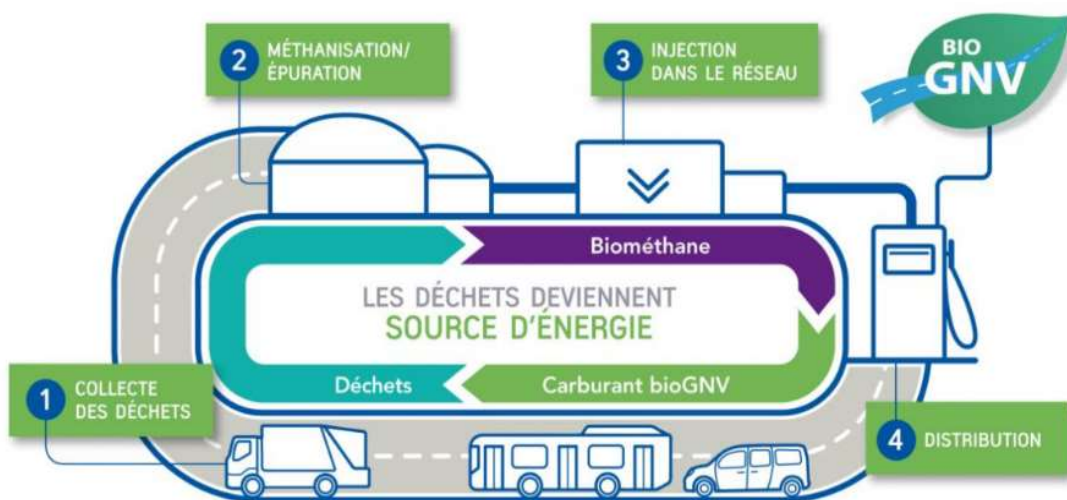 2 MÉTHANISATION/
ÉPURATION
3 INJECTION
DANS LE RÉSEAU
BIO
GNV
Biométhane
LES DÉCHETS DEVIENNENT
SOURCE D'ÉNERGIE
Déchets
Carburant bioGNV
1 COLLECTE
DES DÉCHETS
4 DISTRIBUTION